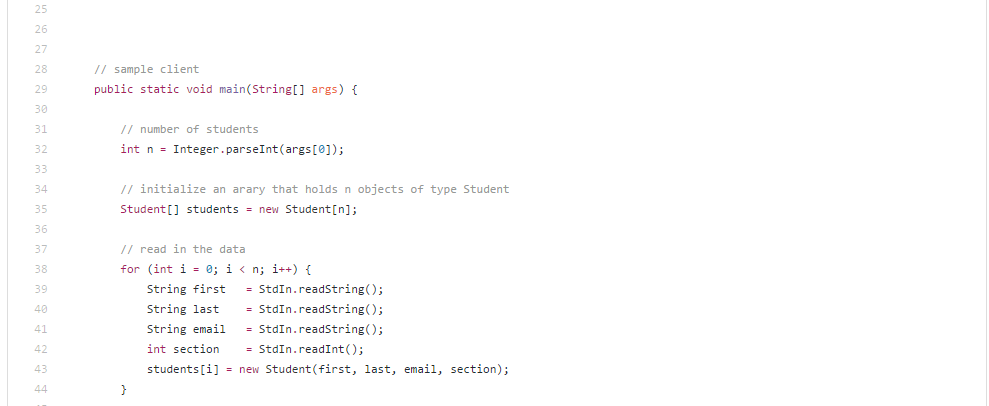 25
26
27
28 // sample client
29 public static void main(String[] args) {
30
31 // number of students
32 int n = Integer.parseInt(args[0]);
33
34 // initialize an arary that holds n objects of type Student
35 Student[] students = new Student[n];
36
37 // read in the data
38 for (int i = 0; i < n; i++) {
39 String first = StdIn.readString();
40 String last = StdIn.readString();
41 String email = StdIn.readString();
42 int section = StdIn.readInt();
43 students[i] = new Student(first, last, email, section);
44 }